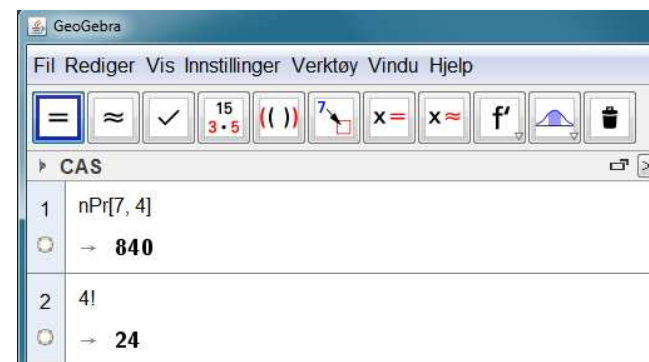 GeoGebra
Fil Rediger Vis Innstillinger Verktøy Vindu Hjelp
= ≈ ✓ 15 3·5 (( )) 7 x= x≈ f′
CAS
1 nPr[7, 4]
→ 840
2 4!
→ 24